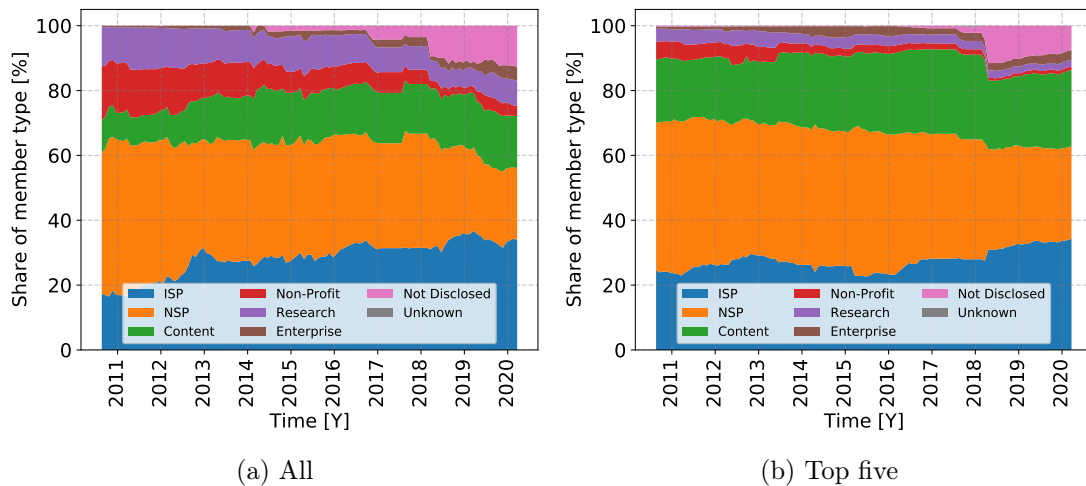 Share of member type [%]
100
80
60
40
20
0
ISP
NSP
Content
Non-Profit
Research
Enterprise
Not Disclosed
Unknown
2011
2012
2013
2014
2015
2016
2017
2018
2019
2020
Time [Y]
(a) All
Share of member type [%]
100
80
60
40
20
0
ISP
NSP
Content
Non-Profit
Research
Enterprise
Not Disclosed
Unknown
2011
2012
2013
2014
2015
2016
2017
2018
2019
2020
Time [Y]
(b) Top five